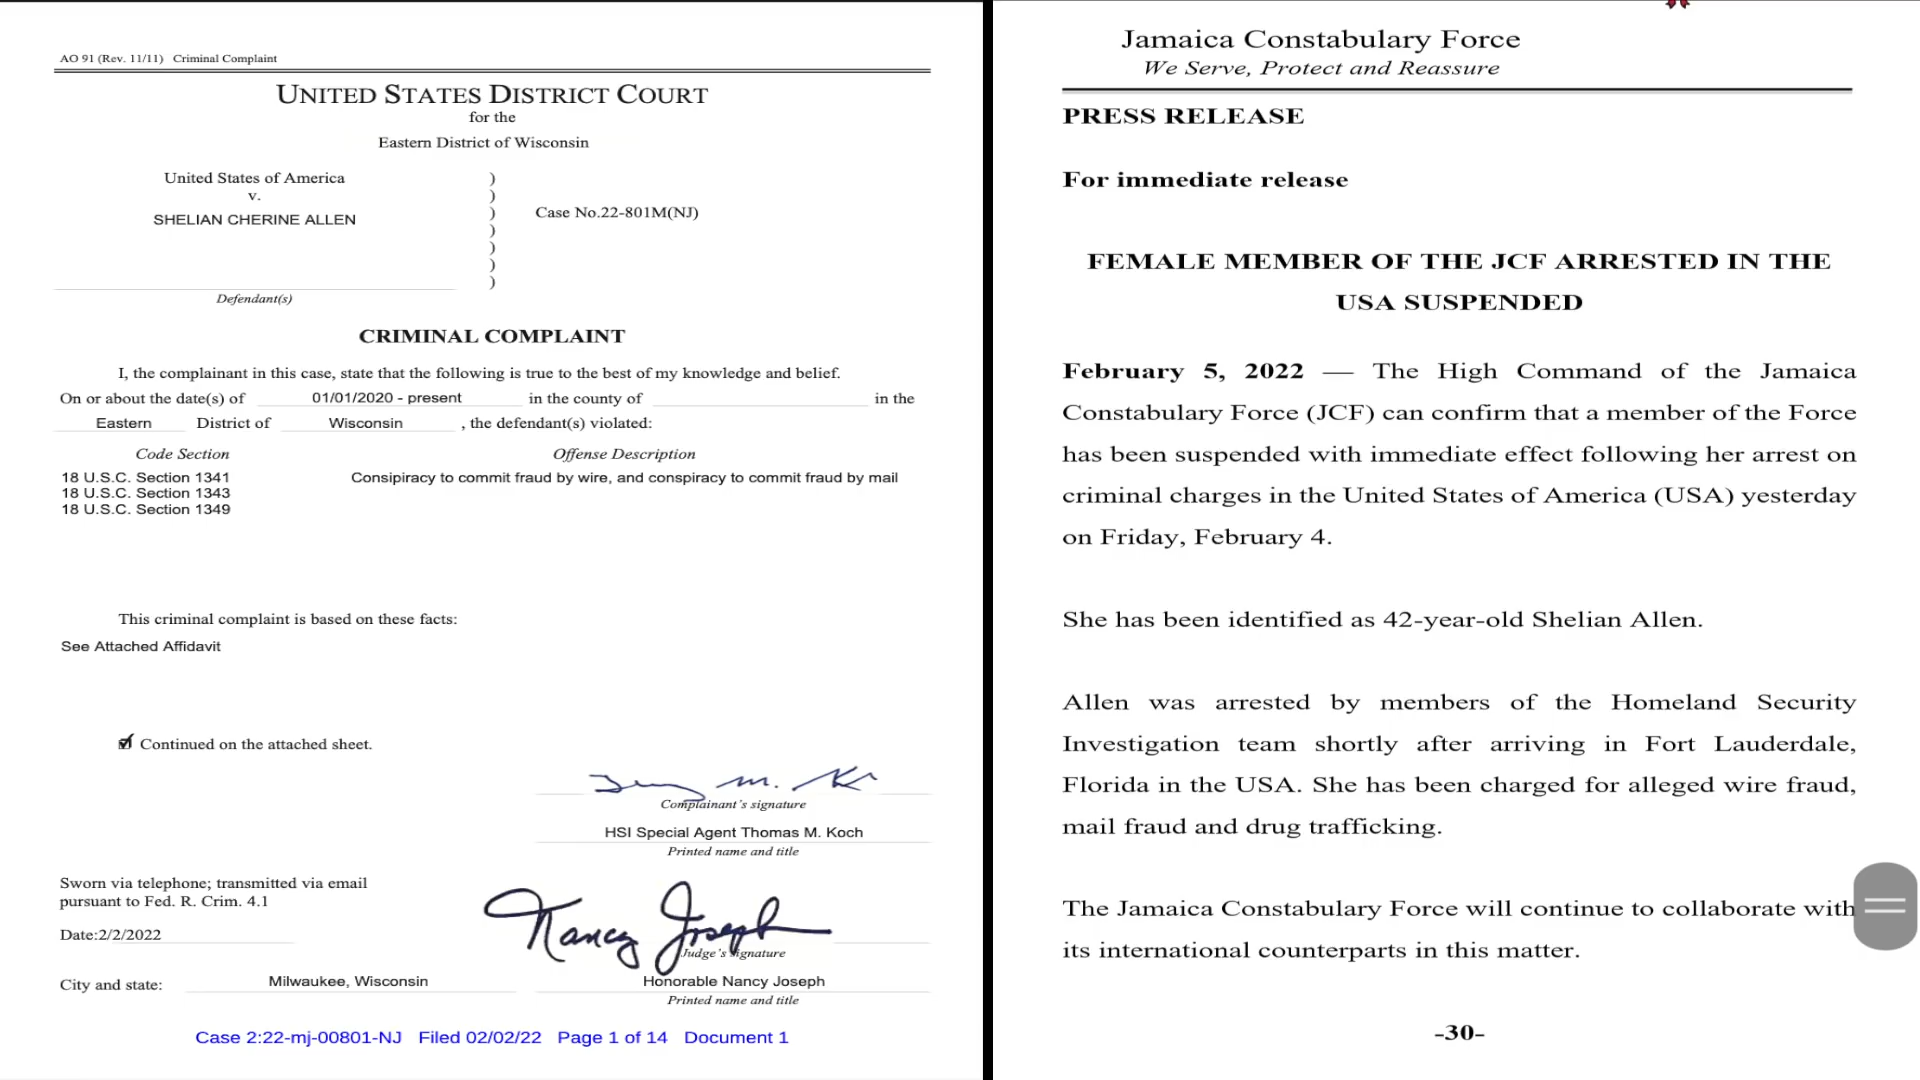 AO 91 (Rev. 11/11) Criminal Complaint
UNITED STATES DISTRICT COURT
for the
Eastern District of Wisconsin
United States of America
v.
SHELIAN CHERINE ALLEN
)
)
)
)
)
)
)
Case No.22-801M(NJ)
Defendant(s)
CRIMINAL COMPLAINT
I, the complainant in this case, state that the following is true to the best of my knowledge and belief.
On or about the date(s) of 01/01/2020 - present in the county of in the
Eastern District of Wisconsin , the defendant(s) violated:
Code Section Offense Description
18 U.S.C. Section 1341 Consipiracy to commit fraud by wire, and conspiracy to commit fraud by mail
18 U.S.C. Section 1343
18 U.S.C. Section 1349
This criminal complaint is based on these facts:
See Attached Affidavit
Continued on the attached sheet.
Complainant's signature
HSI Special Agent Thomas M. Koch
Printed name and title
Sworn via telephone; transmitted via email
pursuant to Fed. R. Crim. 4.1
Date:2/2/2022
Nancy Joseph
Judge's signature
City and state: Milwaukee, Wisconsin Honorable Nancy Joseph
Printed name and title
Case 2:22-mj-00801-NJ Filed 02/02/22 Page 1 of 14 Document 1
Jamaica Constabulary Force
We Serve, Protect and Reassure
PRESS RELEASE
For immediate release
FEMALE MEMBER OF THE JCF ARRESTED IN THE
USA SUSPENDED
February 5, 2022 — The High Command of the Jamaica
Constabulary Force (JCF) can confirm that a member of the Force
has been suspended with immediate effect following her arrest on
criminal charges in the United States of America (USA) yesterday
on Friday, February 4.
She has been identified as 42-year-old Shelian Allen.
Allen was arrested by members of the Homeland Security
Investigation team shortly after arriving in Fort Lauderdale,
Florida in the USA. She has been charged for alleged wire fraud,
mail fraud and drug trafficking.
The Jamaica Constabulary Force will continue to collaborate with
its international counterparts in this matter.
-30-